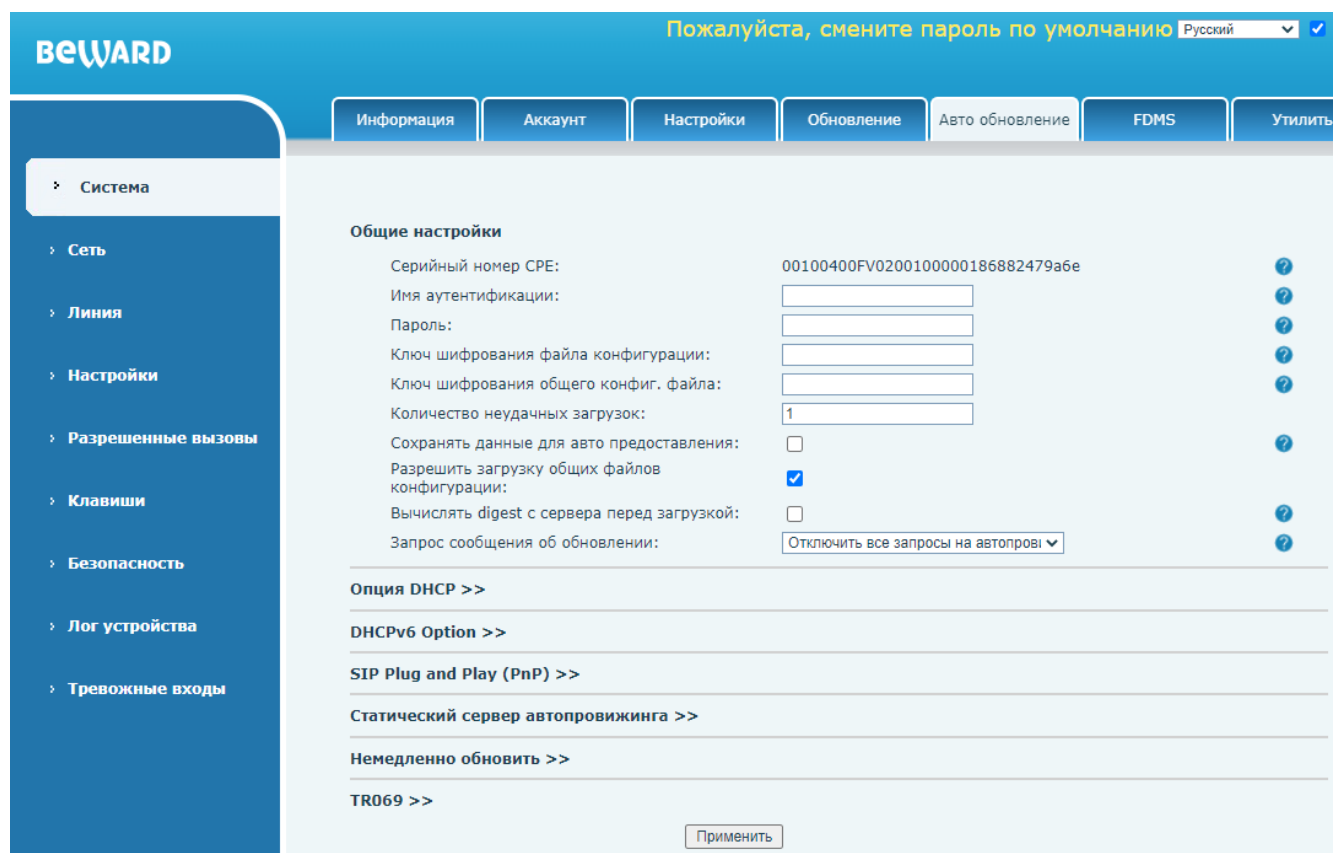 Пожалуйста, смените пароль по умолчанию Русский
BEWARD
Информация Аккаунт Настройки Обновление Авто обновление FDMS Утилиты
Система
Сеть
Линия
Настройки
Разрешенные вызовы
Клавиши
Безопасность
Лог устройства
Тревожные входы
Общие настройки
Серийный номер CPE: 00100400FV0200100000186882479a6e
Имя аутентификации:
Пароль:
Ключ шифрования файла конфигурации:
Ключ шифрования общего конфиг. файла:
Количество неудачных загрузок: 1
Сохранять данные для авто предоставления:
Разрешить загрузку общих файлов
конфигурации:
Вычислять digest с сервера перед загрузкой:
Запрос сообщения об обновлении: Отключить все запросы на автопрови
Опция DHCP >>
DHCPv6 Option >>
SIP Plug and Play (PnP) >>
Статический сервер автопровижинга >>
Немедленно обновить >>
TR069 >>
Применить